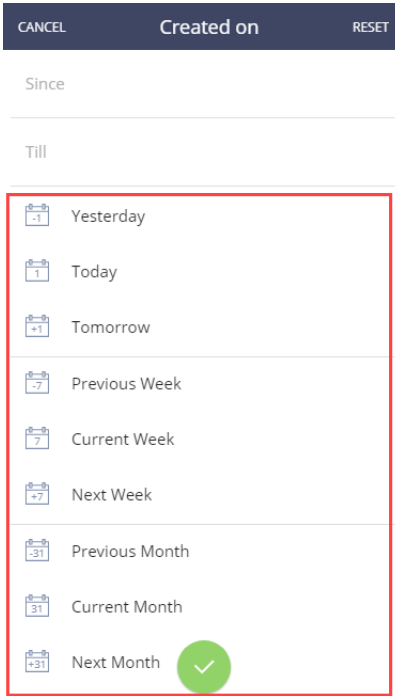 CANCEL Created on RESET
Since
Till
-1 Yesterday
1 Today
+1 Tomorrow
-7 Previous Week
7 Current Week
+7 Next Week
-31 Previous Month
31 Current Month
+31 Next Month